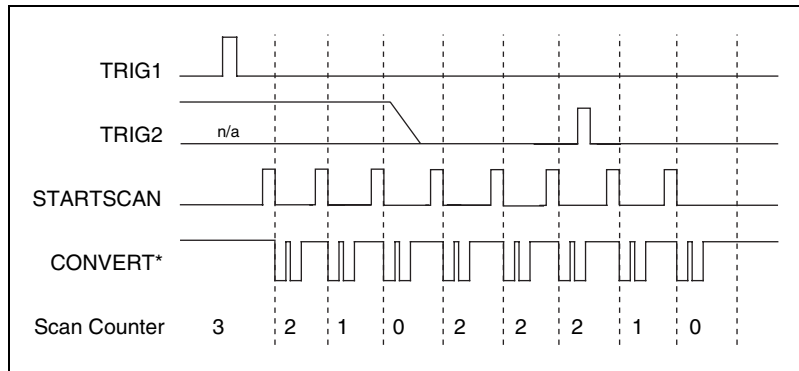 TRIG1
TRIG2 n/a
STARTSCAN
CONVERT*
Scan Counter 3 2 1 0 2 2 2 1 0